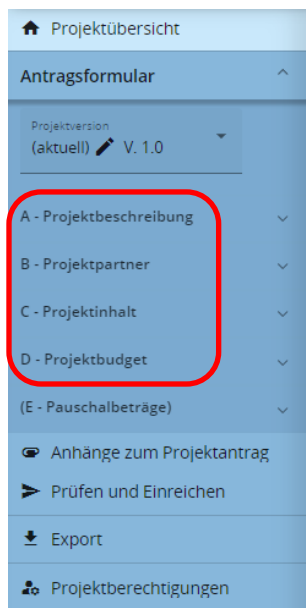 Projektübersicht
Antragsformular
Projektversion
(aktuell) V. 1.0
A - Projektbeschreibung
B - Projektpartner
C - Projektinhalt
D - Projektbudget
(E - Pauschalbeträge)
Anhänge zum Projektantrag
Prüfen und Einreichen
Export
Projektberechtigungen